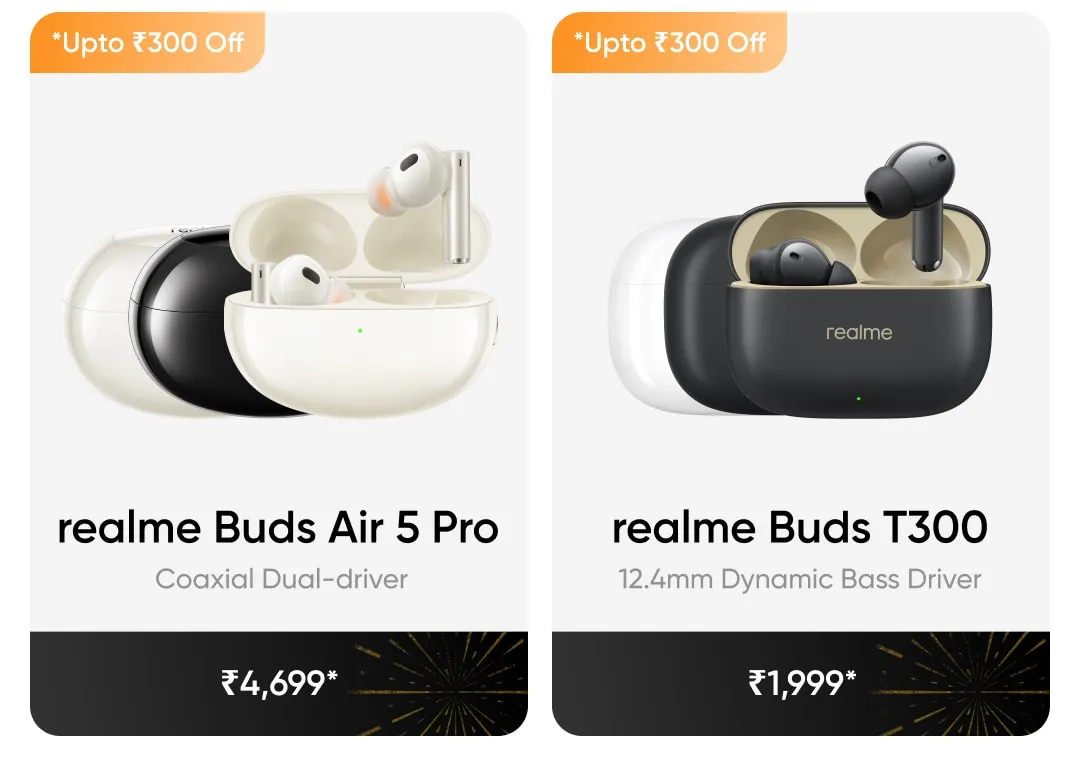 *Upto ₹300 Off
realme Buds Air 5 Pro
Coaxial Dual-driver
₹4,699*
*Upto ₹300 Off
realme
realme Buds T300
12.4mm Dynamic Bass Driver
₹1,999*